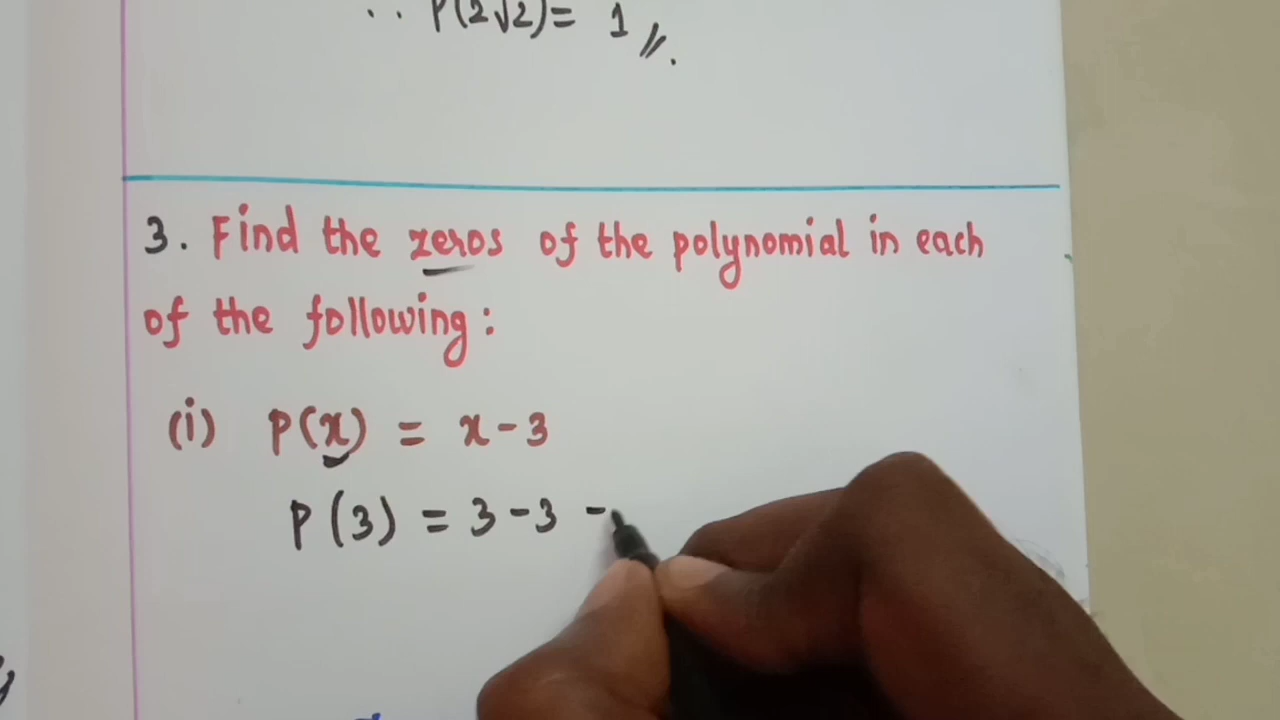 ∴ P(2√2) = 1 //.
3. Find the zeros of the polynomial in each
of the following:
(i) P(x) = x - 3
P(3) = 3 - 3 -